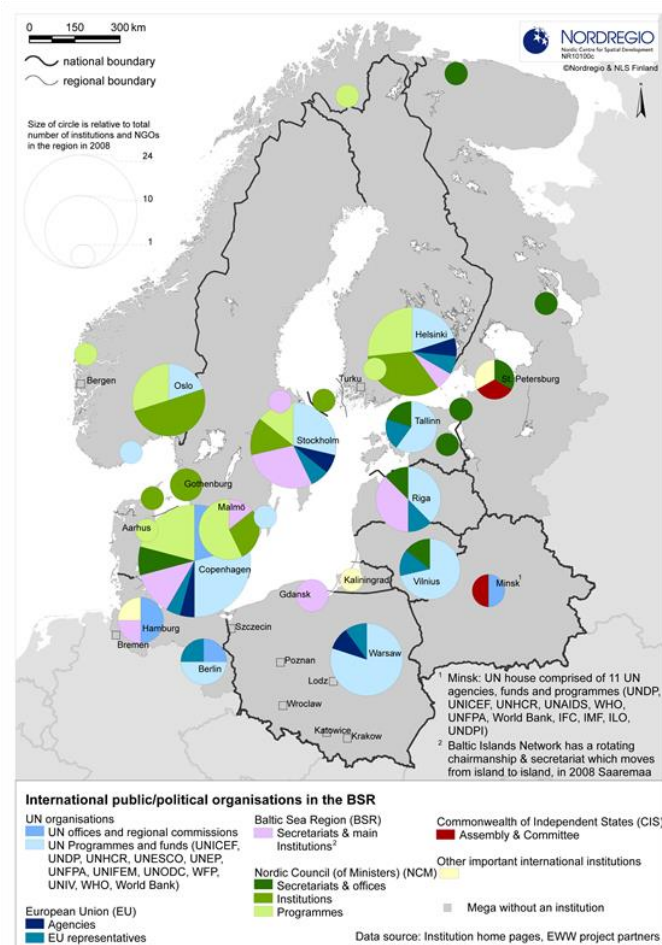 0 150 300 km
national boundary
regional boundary
NORDREGIO
Nordic Centre for Spatial Development
NR10100c
©Nordregio & NLS Finland
Size of circle is relative to total
number of institutions and NGOs
in the region in 2008
24
10
1
Helsinki
Bergen
Oslo
Turku
St. Petersburg
Stockholm
Tallinn
Gothenburg
Riga
Malmö
Aarhus
Copenhagen
Kaliningrad
Vilnius
Minsk1
Gdansk
Hamburg
Szczecin
Bremen
Berlin
Poznan
Warsaw
Lodz
Wroclaw
Katowice
Krakow
1 Minsk: UN house comprised of 11 UN
agencies, funds and programmes (UNDP,
UNICEF, UNHCR, UNAIDS, WHO,
UNFPA, World Bank, IFC, IMF, ILO,
UNDPI)
2 Baltic Islands Network has a rotating
chairmanship & secretariat which moves
from island to island, in 2008 Saaremaa
International public/political organisations in the BSR
UN organisations
UN offices and regional commissions
UN Programmes and funds (UNICEF,
UNDP, UNHCR, UNESCO, UNEP,
UNFPA, UNIFEM, UNODC, WFP,
UNIV, WHO, World Bank)
European Union (EU)
Agencies
EU representatives
Baltic Sea Region (BSR)
Secretariats & main
Institutions2
Nordic Council (of Ministers) (NCM)
Secretariats & offices
Institutions
Programmes
Commonwealth of Independent States (CIS)
Assembly & Committee
Other important international institutions
Mega without an institution
Data source: Institution home pages, EWW project partners